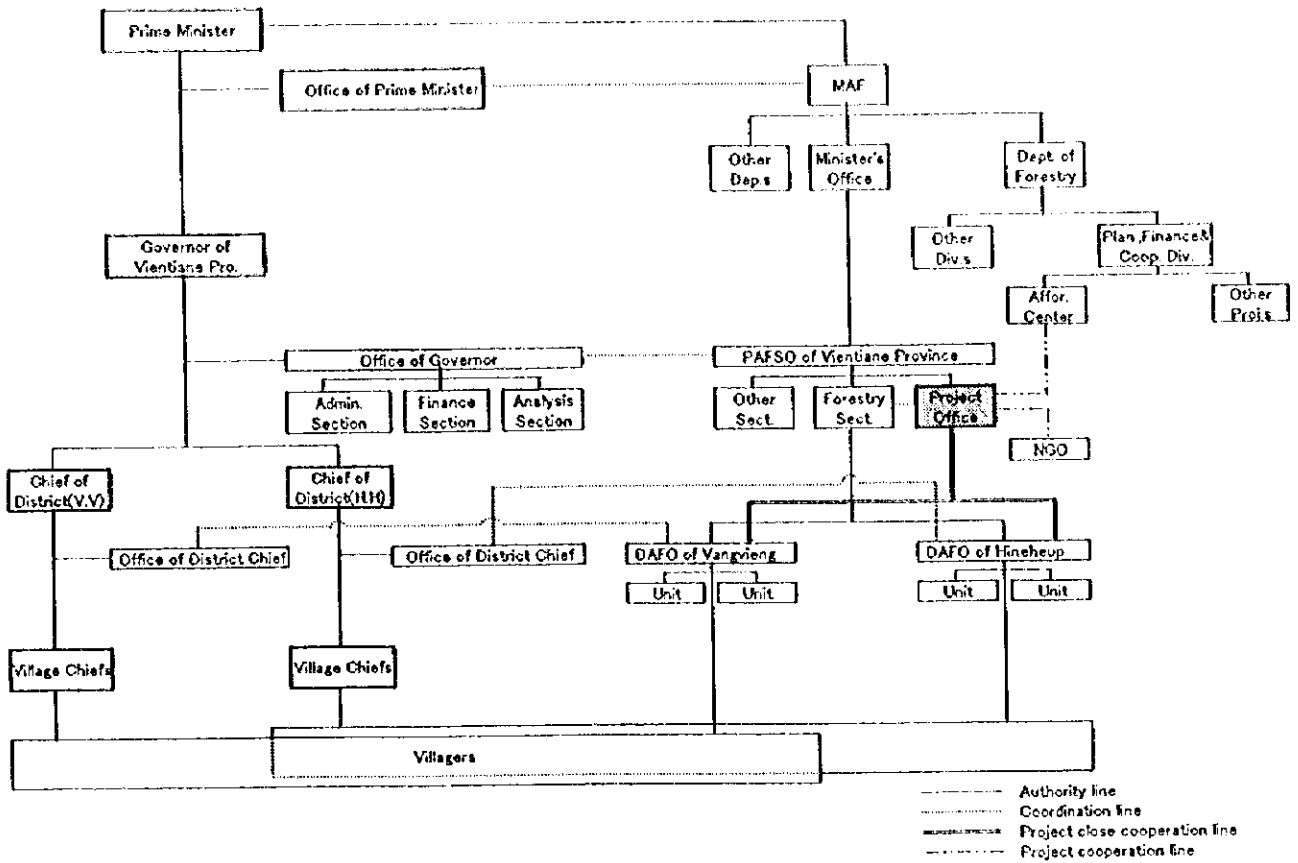 Prime Minister
Office of Prime Minister
MAF
Other
Dep.s
Minister's
Office
Dept. of
Forestry
Governor of
Vientiane Pro.
Other
Div.s
Plan ,Finance&
Coop. Div.
Affor.
Center
Other
Proj.s
Office of Governor
PAFSO of Vientiane Province
Admin.
Section
Finance
Section
Analysis
Section
Other
Sect.
Forestry
Sect.
Project
Office
NGO
Chief of
District(V.V)
Chief of
District(H.H)
Office of District Chief
Office of District Chief
DAFO of Vangvieng
DAFO of Hineheup
Unit
Unit
Unit
Unit
Village Chiefs
Village Chiefs
Villagers
Authority line
Coordination line
Project close cooperation line
Project cooperation line